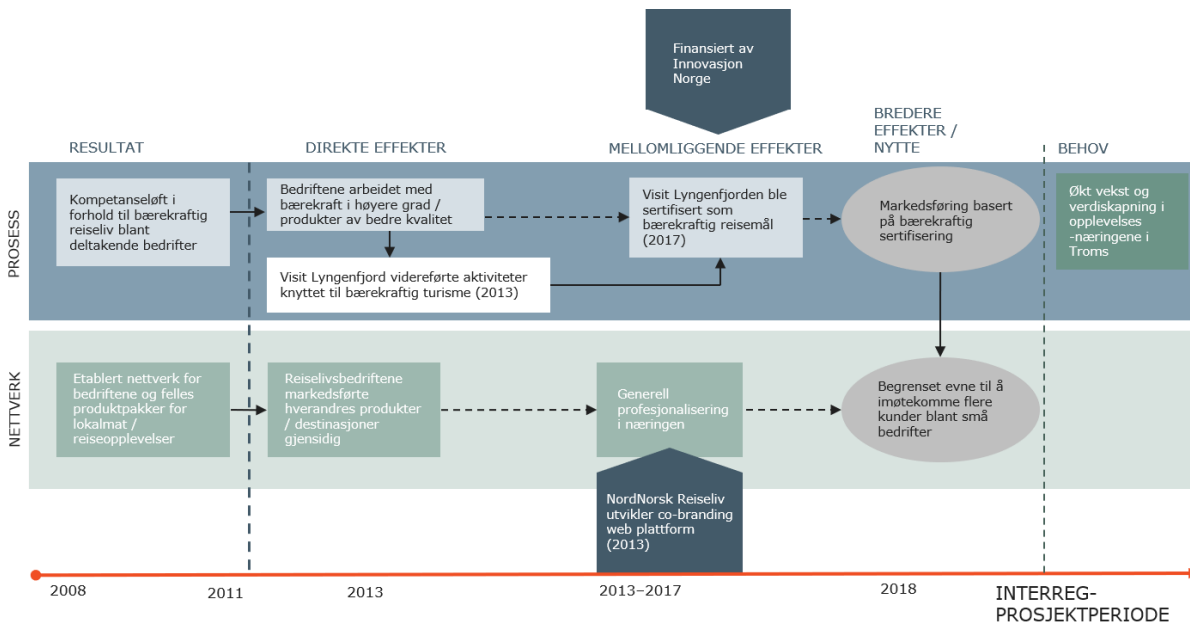 Finansiert av
Innovasjon
Norge
RESULTAT
DIREKTE EFFEKTER
MELLOMLIGGENDE EFFEKTER
BREDERE
EFFEKTER /
NYTTE
BEHOV
PROSESS
Kompetanseløft i
forhold til bærekraftig
reiseliv blant
deltakende bedrifter
Bedriftene arbeidet med
bærekraft i høyere grad /
produkter av bedre kvalitet
Visit Lyngenfjord videreførte aktiviteter
knyttet til bærekraftig turisme (2013)
Visit Lyngenfjorden ble
sertifisert som
bærekraftig reisemål
(2017)
Markedsføring basert
på bærekraftig
sertifisering
Økt vekst og
verdiskapning i
opplevelses
-næringene i
Troms
NETTVERK
Etablert nettverk for
bedriftene og felles
produktpakker for
lokalmat /
reiseopplevelser
Reiselivsbedriftene
markedsførte
hverandres produkter
/ destinasjoner
gjensidig
Generell
profesjonalisering
i næringen
Begrenset evne til å
imøtekomme flere
kunder blant små
bedrifter
NordNorsk Reiseliv
utvikler co-branding
web plattform
(2013)
2008
2011
2013
2013–2017
2018
INTERREG-
PROSJEKTPERIODE